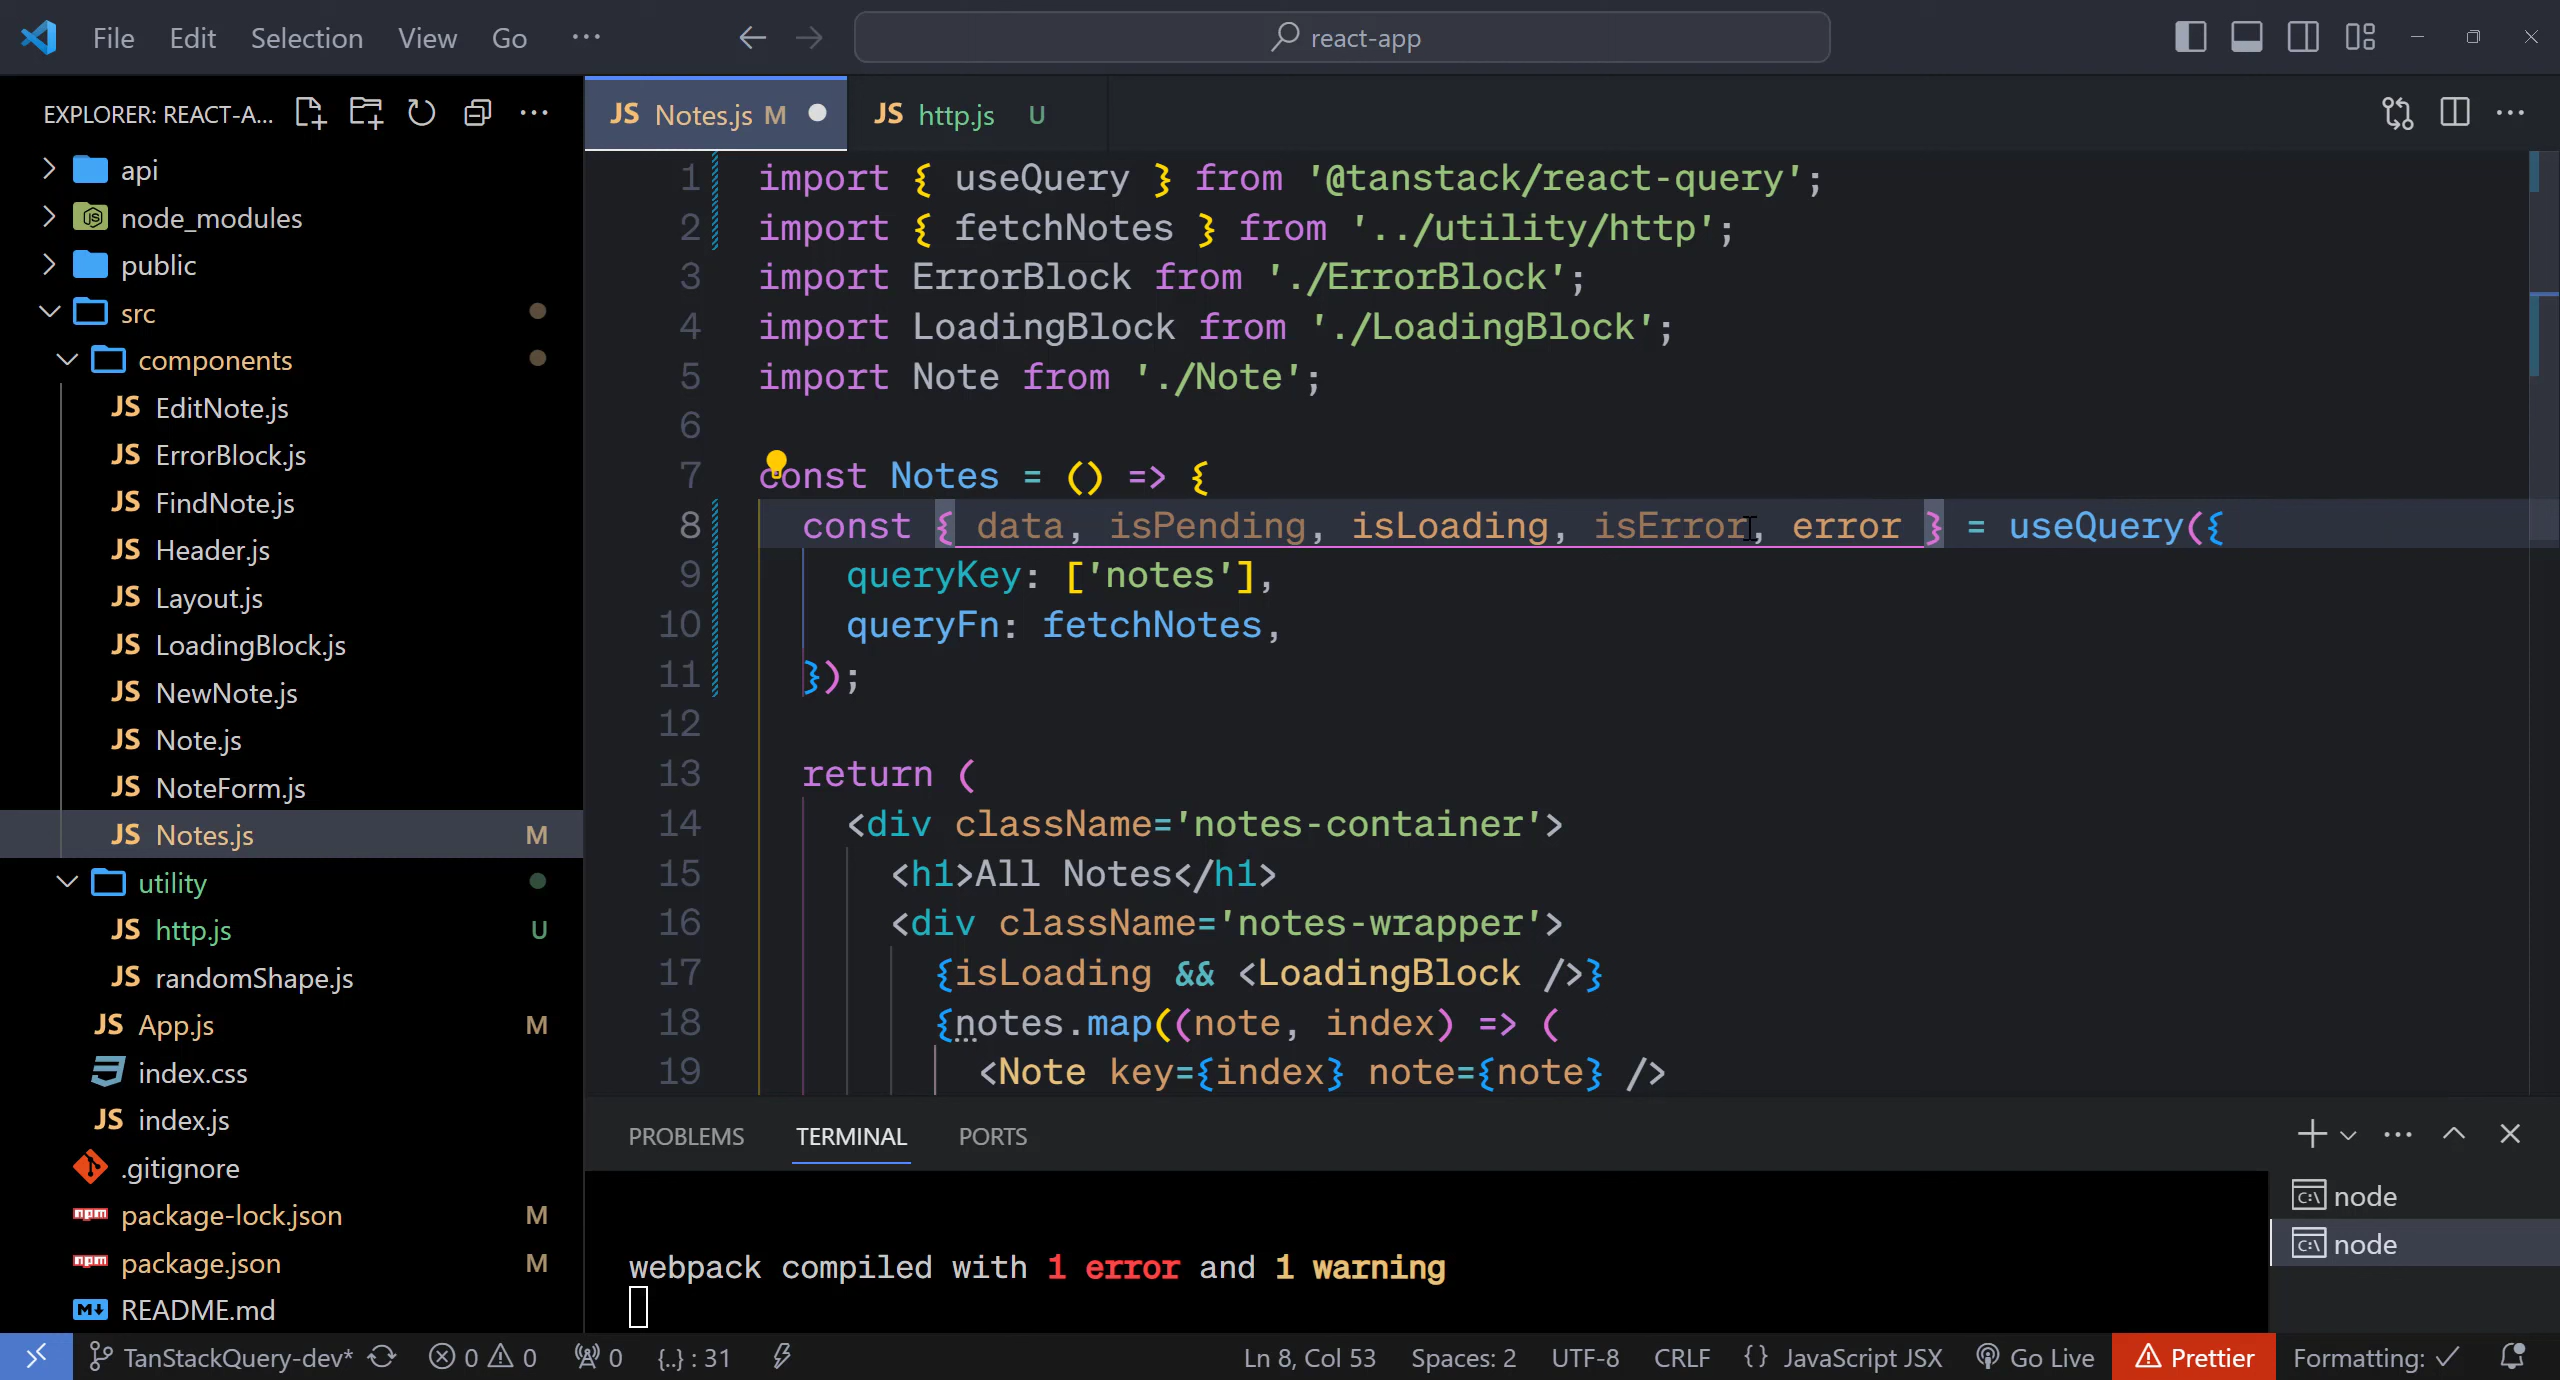 File Edit Selection View Go ···
react-app
EXPLORER: REACT-A...
api
node_modules
public
src
components
JS EditNote.js
JS ErrorBlock.js
JS FindNote.js
JS Header.js
JS Layout.js
JS LoadingBlock.js
JS NewNote.js
JS Note.js
JS NoteForm.js
JS Notes.js M
utility
JS http.js U
JS randomShape.js
JS App.js M
index.css
JS index.js
.gitignore
npm package-lock.json M
npm package.json M
M README.md
JS Notes.js M
JS http.js U
1 import { useQuery } from '@tanstack/react-query';
2 import { fetchNotes } from '../utility/http';
3 import ErrorBlock from './ErrorBlock';
4 import LoadingBlock from './LoadingBlock';
5 import Note from './Note';
6
7 const Notes = () => {
8 const { data, isPending, isLoading, isError, error } = useQuery({
9 queryKey: ['notes'],
10 queryFn: fetchNotes,
11 });
12
13 return (
14 <div className='notes-container'>
15 <h1>All Notes</h1>
16 <div className='notes-wrapper'>
17 {isLoading && <LoadingBlock />}
18 {notes.map((note, index) => (
19 <Note key={index} note={note} />
PROBLEMS TERMINAL PORTS
webpack compiled with 1 error and 1 warning
node
node
TanStackQuery-dev* 0 0 0 {..} : 31
Ln 8, Col 53 Spaces: 2 UTF-8 CRLF {} JavaScript JSX Go Live Prettier Formatting: ✓